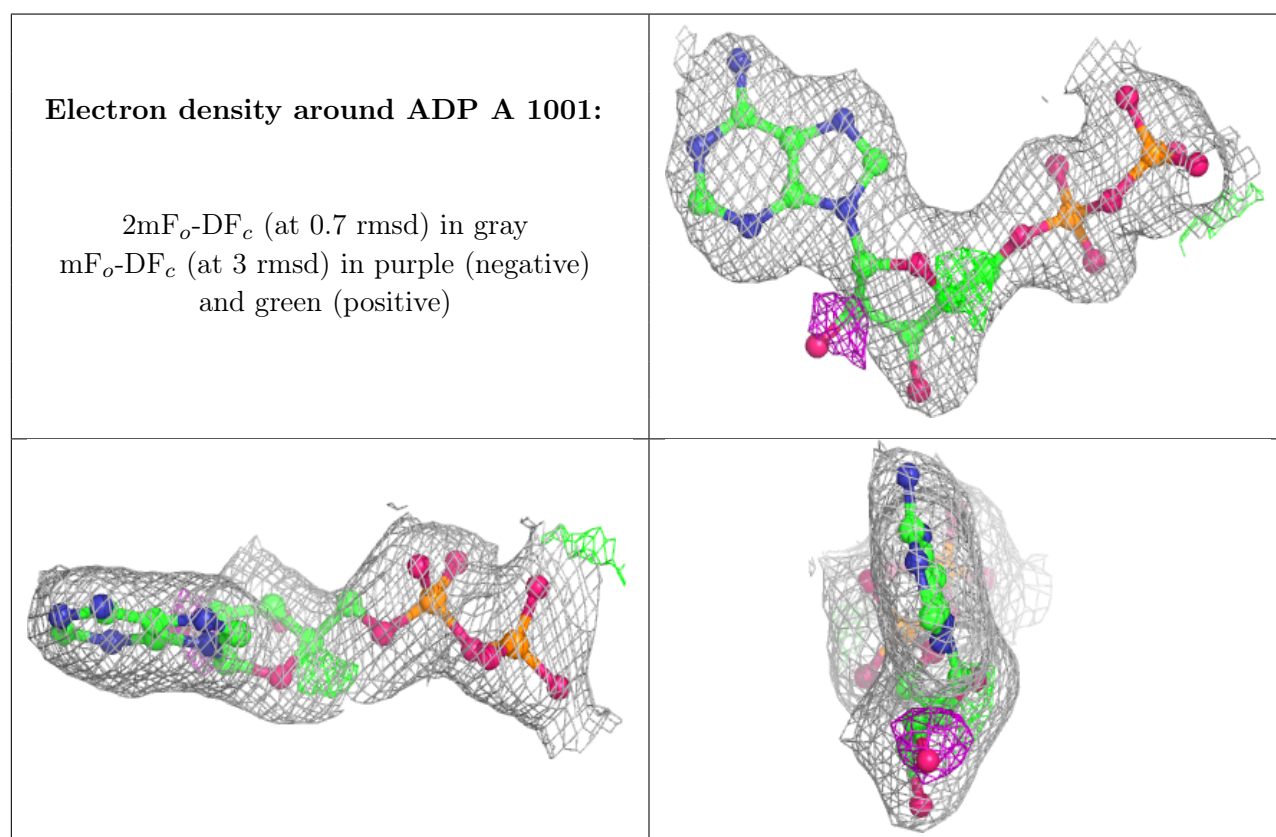 Electron density around ADP A 1001:
2mFo-DFc (at 0.7 rmsd) in gray
mFo-DFc (at 3 rmsd) in purple (negative)
and green (positive)